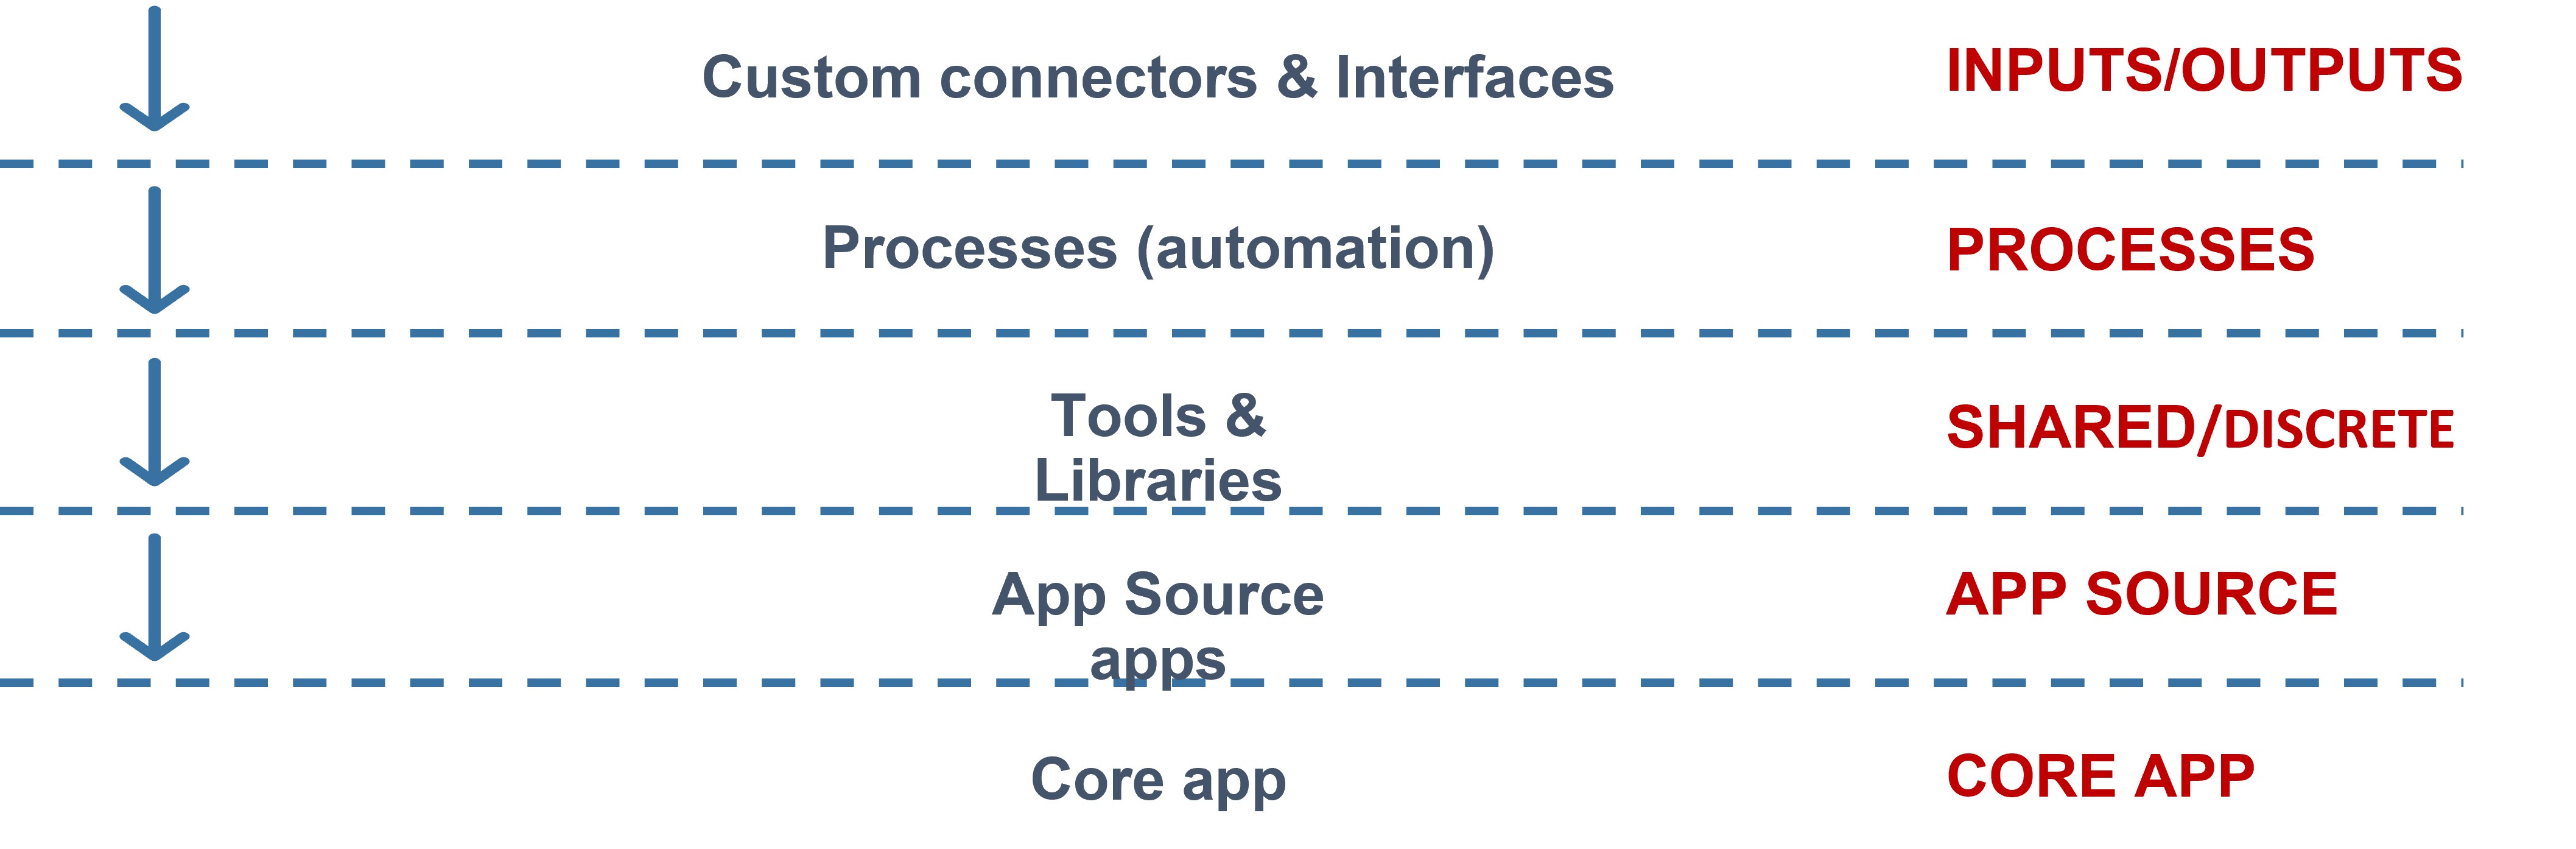 Custom connectors & Interfaces
INPUTS/OUTPUTS
Processes (automation)
PROCESSES
Tools &
Libraries
SHARED/DISCRETE
App Source
apps
APP SOURCE
Core app
CORE APP